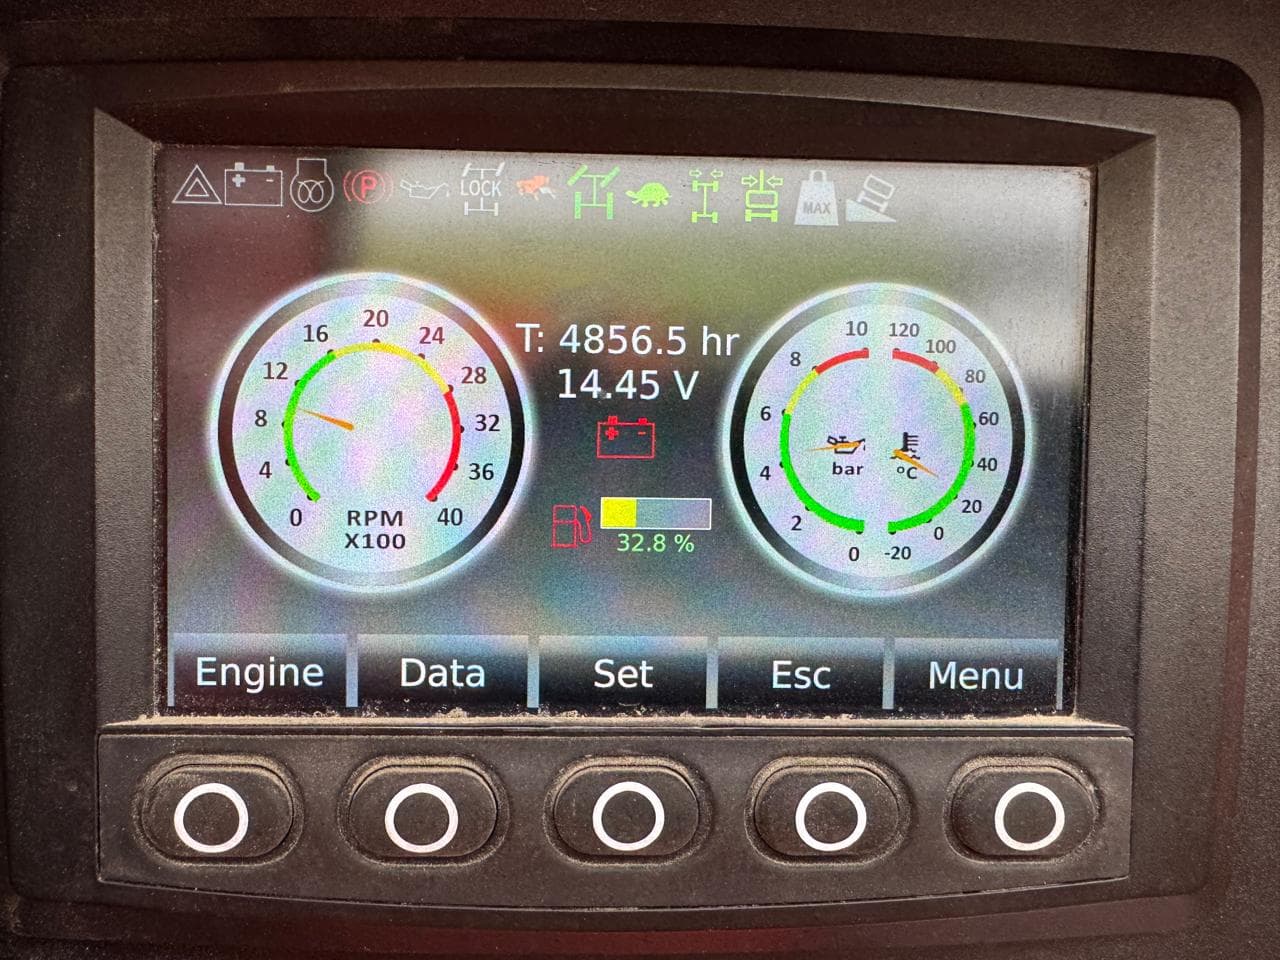 P
LOCK
MAX
0
4
8
12
16
20
24
28
32
36
40
RPM
X100
T: 4856.5 hr
14.45 V
32.8 %
0
2
4
6
8
10
bar
120
100
80
60
40
20
0
-20
°C
Engine
Data
Set
Esc
Menu